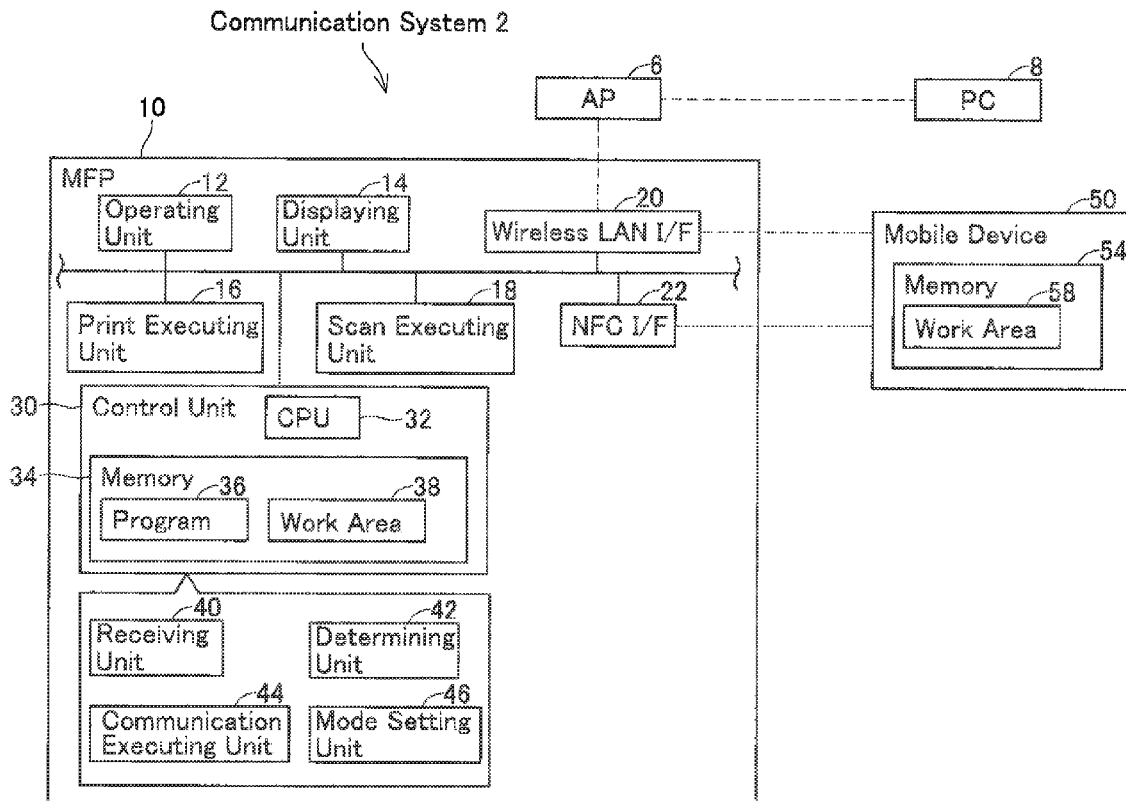 Communication System 2
6
AP
8
PC
10
MFP
12
Operating
Unit
14
Displaying
Unit
20
Wireless LAN I/F
50
Mobile Device
54
Memory
58
Work Area
16
Print Executing
Unit
18
Scan Executing
Unit
22
NFC I/F
30
Control Unit
CPU
32
34
Memory
36
Program
38
Work Area
40
Receiving
Unit
42
Determining
Unit
44
Communication
Executing Unit
46
Mode Setting
Unit